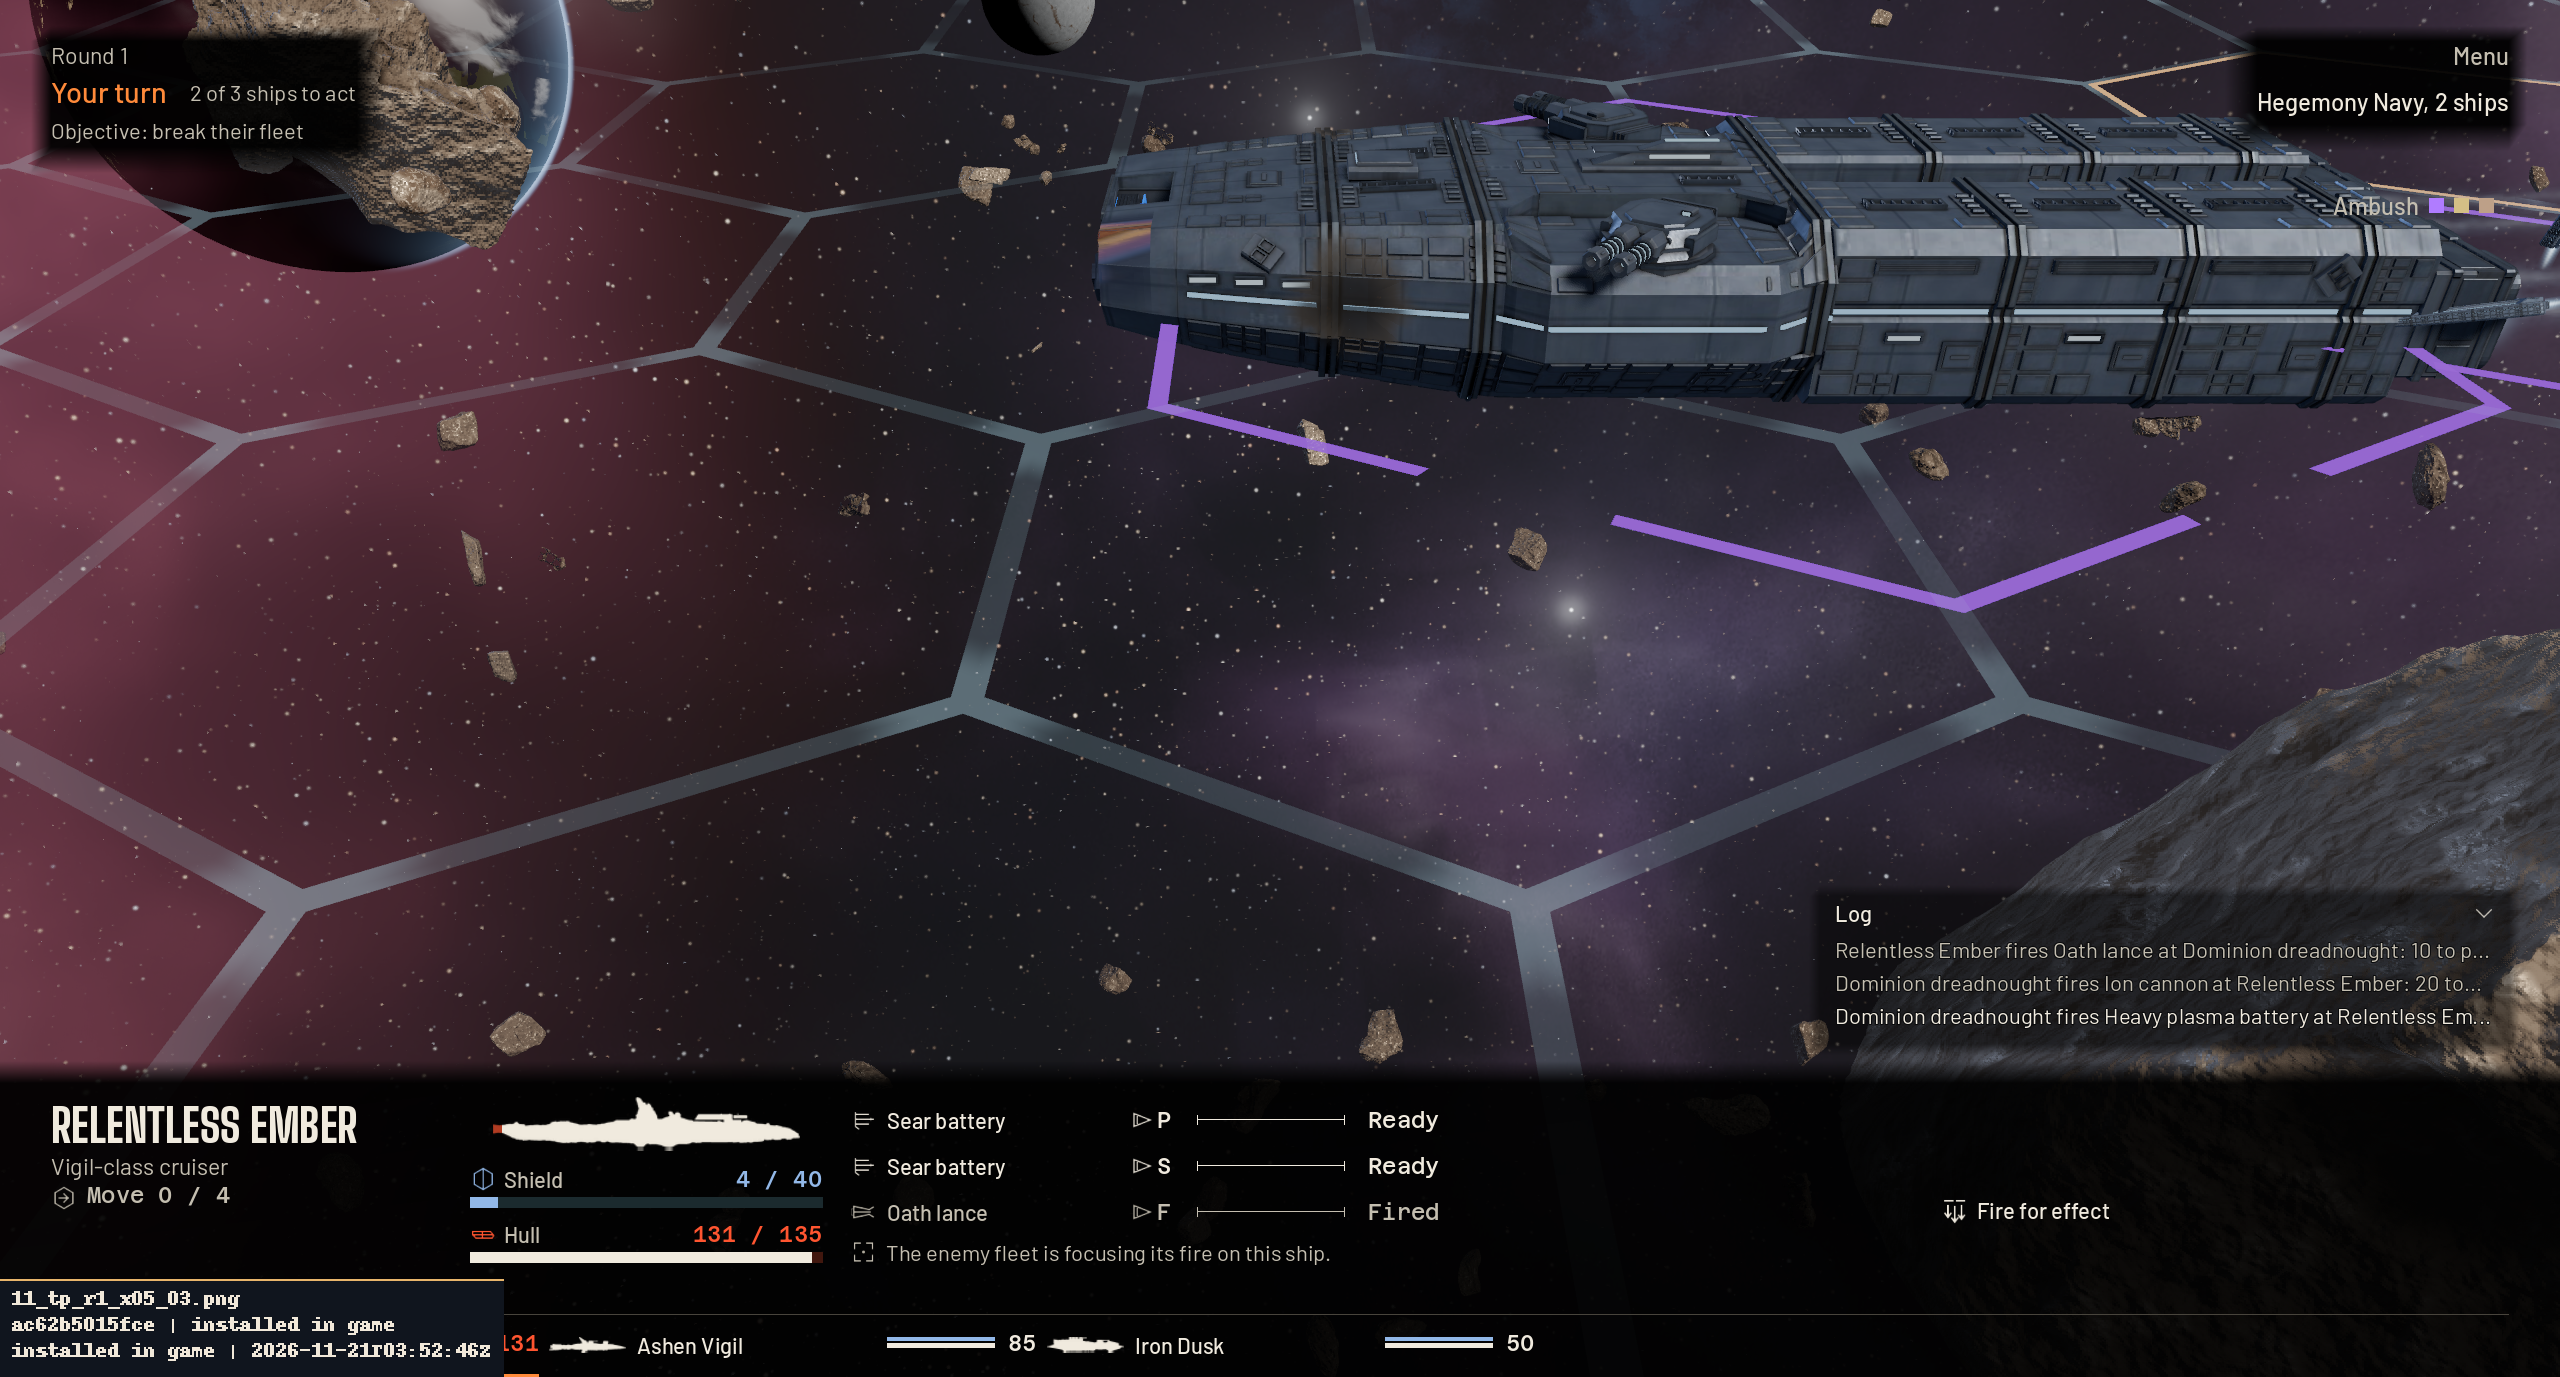 Round 1
Your turn 2 of 3 ships to act
Objective: break their fleet
Menu
Hegemony Navy, 2 ships
Ambush
Log
Relentless Ember fires Oath lance at Dominion dreadnought: 10 to p...
Dominion dreadnought fires Ion cannon at Relentless Ember: 20 to...
Dominion dreadnought fires Heavy plasma battery at Relentless Em...
RELENTLESS EMBER
Vigil-class cruiser
Move 0 / 4
Shield 4 / 40
Hull 131 / 135
Sear battery P Ready
Sear battery S Ready
Oath lance F Fired
The enemy fleet is focusing its fire on this ship.
Fire for effect
11_tp_r1_x05_03.png
ac62b5015fce | installed in game
installed in game | 2026-11-21T03:52:46Z
131 Ashen Vigil 85 Iron Dusk 50